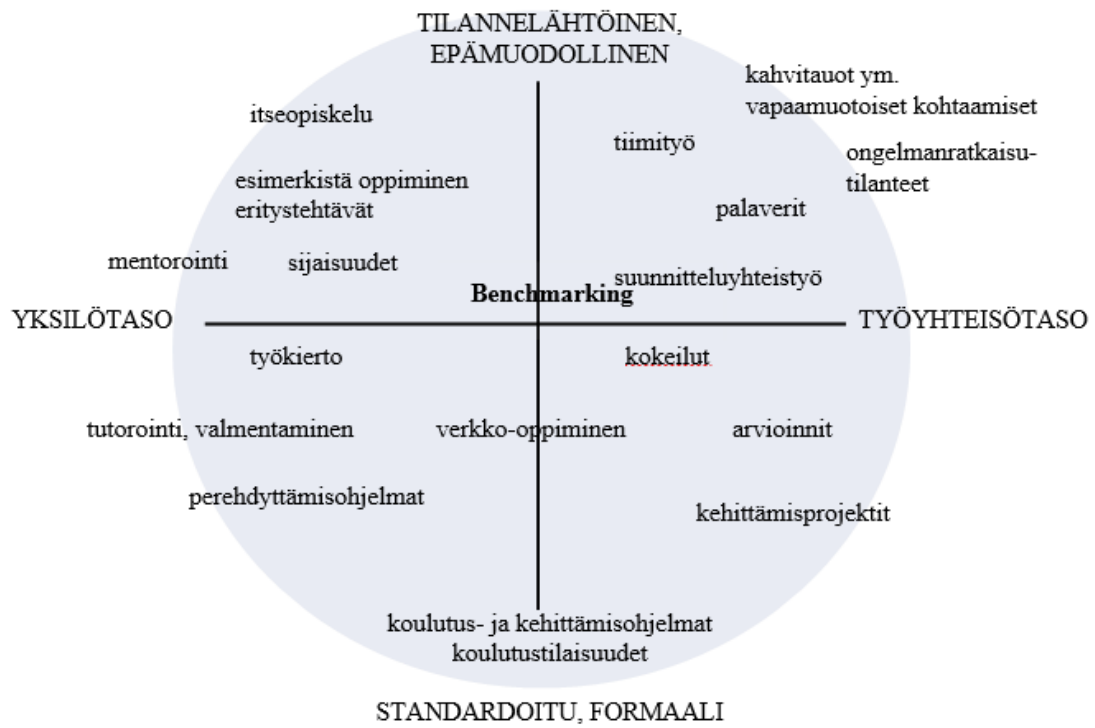 TILANNELÄHTÖINEN,
EPÄMUODOLLINEN
kahvitauot ym.
vapaamuotoiset kohtaamiset
itseopiskelu
tiimityö
ongelmanratkaisu-
tilanteet
esimerkistä oppiminen
eritystehtävät
palaverit
mentorointi
sijaisuudet
suunnitteluyhteistyö
Benchmarking
YKSILÖTASO
TYÖYHTEISÖTASO
työkierto
kokeilut
tutorointi, valmentaminen
verkko-oppiminen
arvioinnit
perehdyttämisohjelmat
kehittämisprojektit
koulutus- ja kehittämisohjelmat
koulutustilaisuudet
STANDARDOITU, FORMAALI